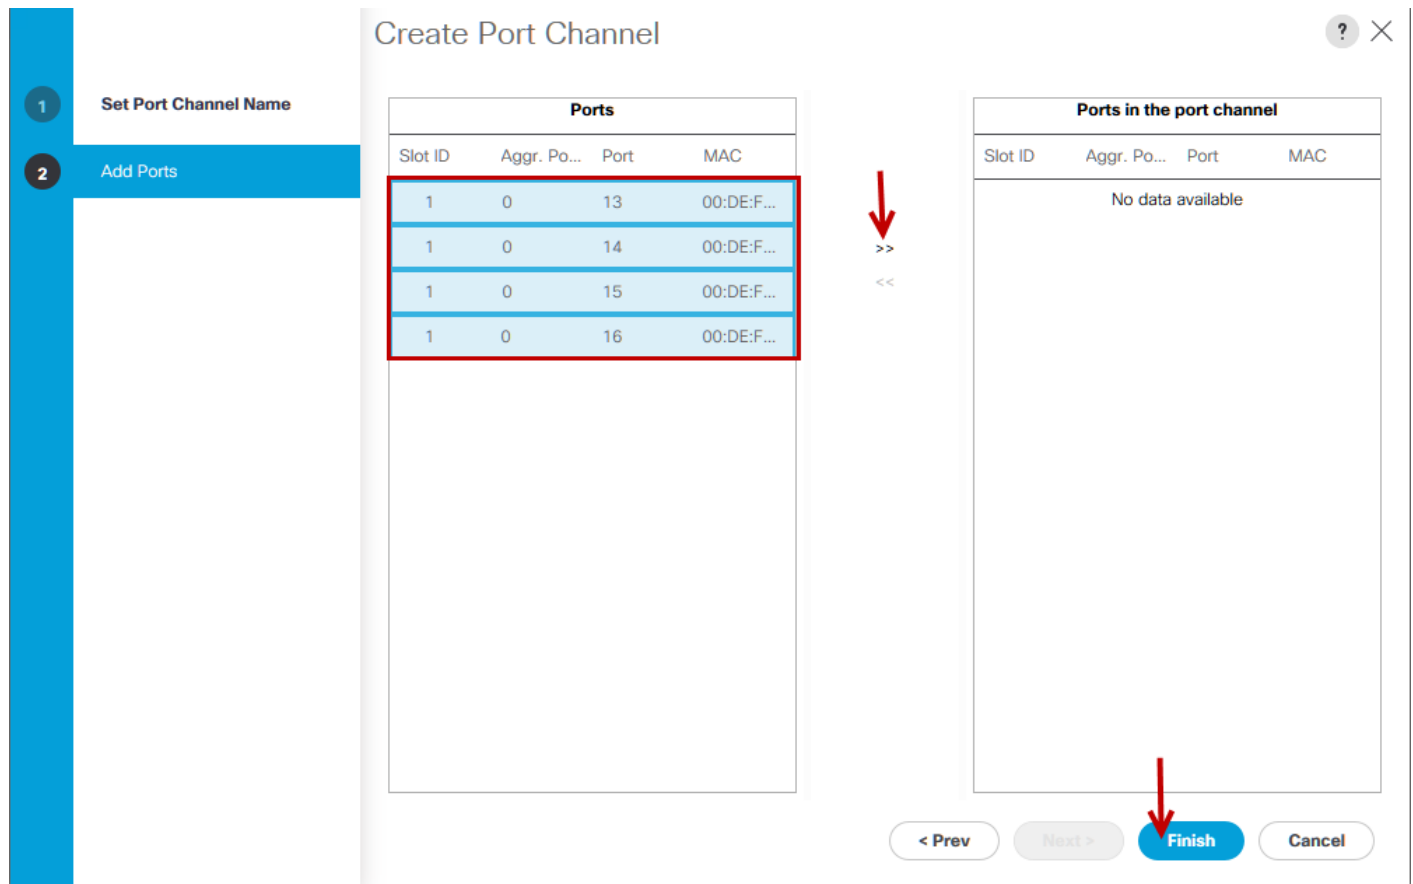 Create Port Channel
?
1 Set Port Channel Name
2 Add Ports
Ports
Slot ID Aggr. Po... Port MAC
1 0 13 00:DE:F...
1 0 14 00:DE:F...
1 0 15 00:DE:F...
1 0 16 00:DE:F...
>>
<<
Ports in the port channel
Slot ID Aggr. Po... Port MAC
No data available
< Prev Next > Finish Cancel